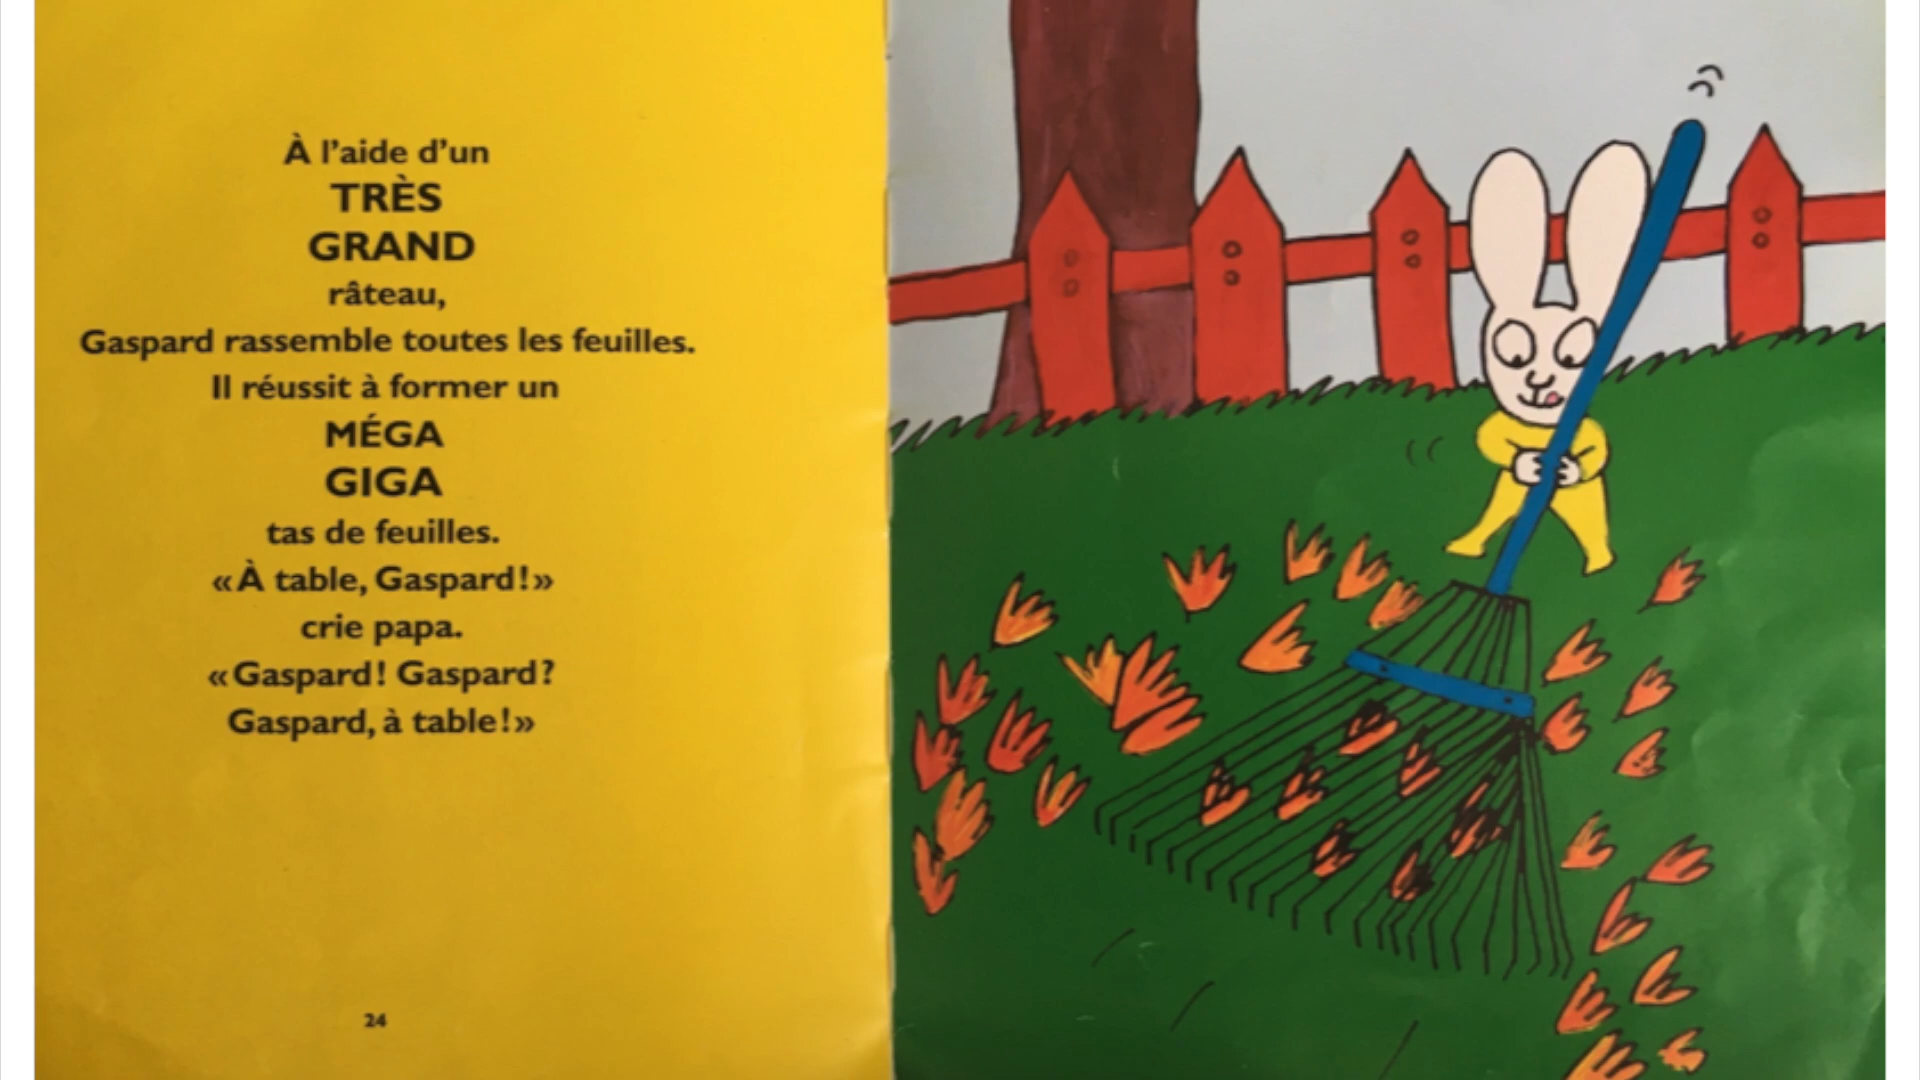 À l'aide d'un
TRÈS
GRAND
râteau,
Gaspard rassemble toutes les feuilles.
Il réussit à former un
MÉGA
GIGA
tas de feuilles.
«À table, Gaspard!»
crie papa.
«Gaspard! Gaspard?
Gaspard, à table!»
24